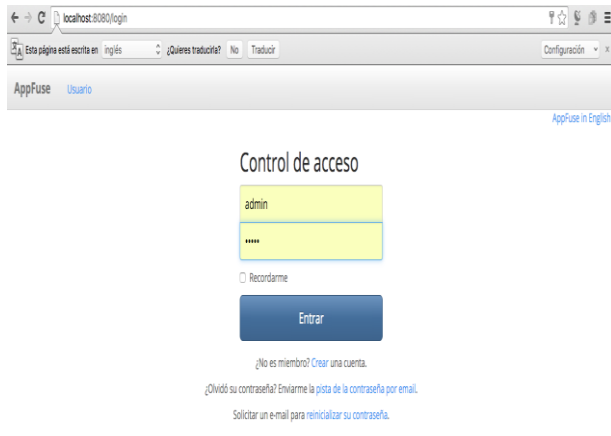 localhost:8080/login
Esta página está escrita en inglés ¿Quieres traducirla? No Traducir Configuración
AppFuse Usuario
AppFuse in English
Control de acceso
admin
•••••
Recordarme
Entrar
¿No es miembro? Crear una cuenta.
¿Olvidó su contraseña? Enviarme la pista de la contraseña por email.
Solicitar un e-mail para reinicializar su contraseña.